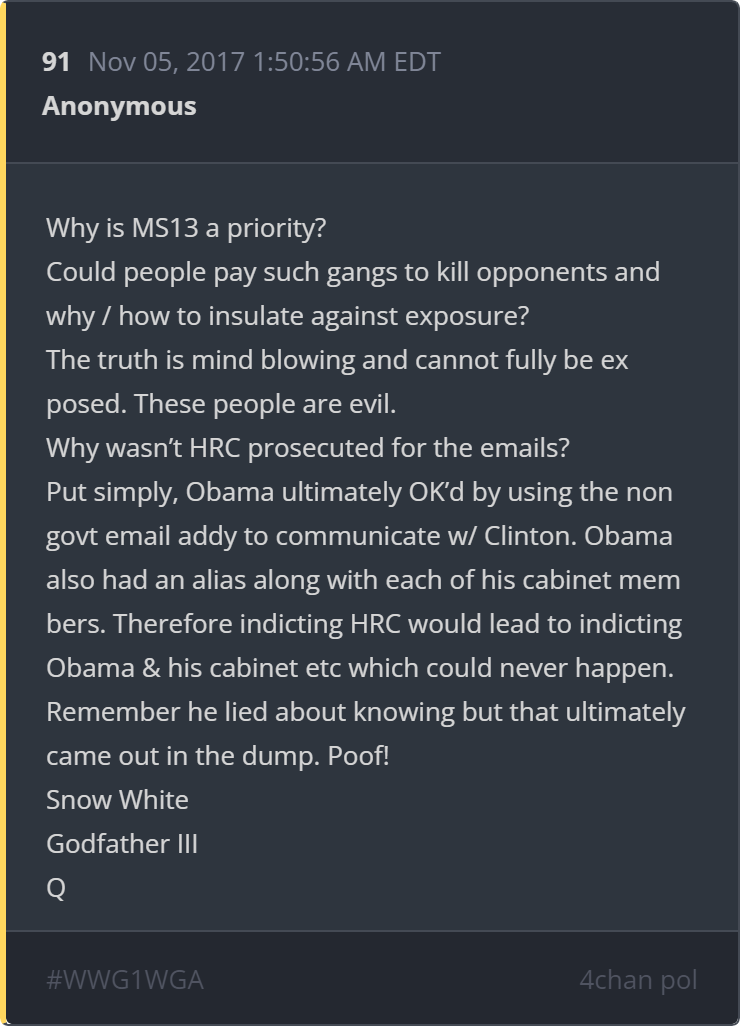 91 Nov 05, 2017 1:50:56 AM EDT
Anonymous
Why is MS13 a priority?
Could people pay such gangs to kill opponents and
why / how to insulate against exposure?
The truth is mind blowing and cannot fully be ex
posed. These people are evil.
Why wasn’t HRC prosecuted for the emails?
Put simply, Obama ultimately OK’d by using the non
govt email addy to communicate w/ Clinton. Obama
also had an alias along with each of his cabinet mem
bers. Therefore indicting HRC would lead to indicting
Obama & his cabinet etc which could never happen.
Remember he lied about knowing but that ultimately
came out in the dump. Poof!
Snow White
Godfather III
Q
#WWG1WGA 4chan pol